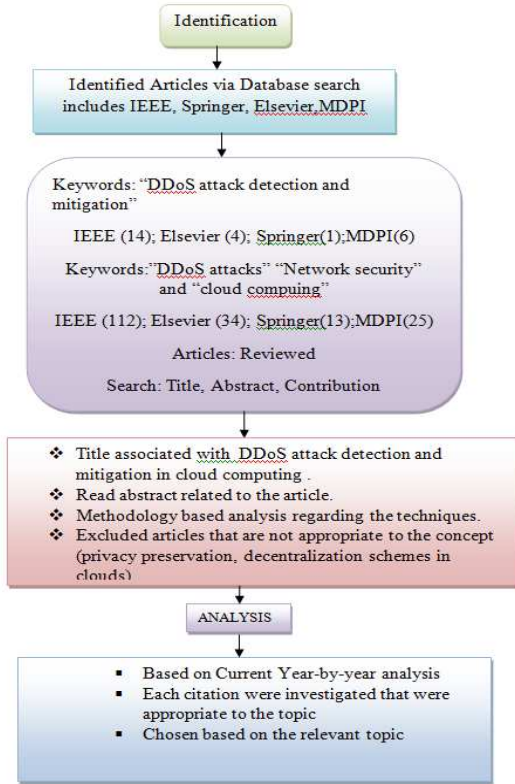 Identification
Identified Articles via Database search
includes IEEE, Springer, Elsevier,MDPI
Keywords: “DDoS attack detection and
mitigation”
IEEE (14); Elsevier (4); Springer(1);MDPI(6)
Keywords:”DDoS attacks” “Network security”
and “cloud compuing”
IEEE (112); Elsevier (34); Springer(13);MDPI(25)
Articles: Reviewed
Search: Title, Abstract, Contribution
❖ Title associated with DDoS attack detection and
mitigation in cloud computing .
❖ Read abstract related to the article.
❖ Methodology based analysis regarding the techniques.
❖ Excluded articles that are not appropriate to the concept
(privacy preservation, decentralization schemes in
clouds)
ANALYSIS
▪ Based on Current Year-by-year analysis
▪ Each citation were investigated that were
appropriate to the topic
▪ Chosen based on the relevant topic